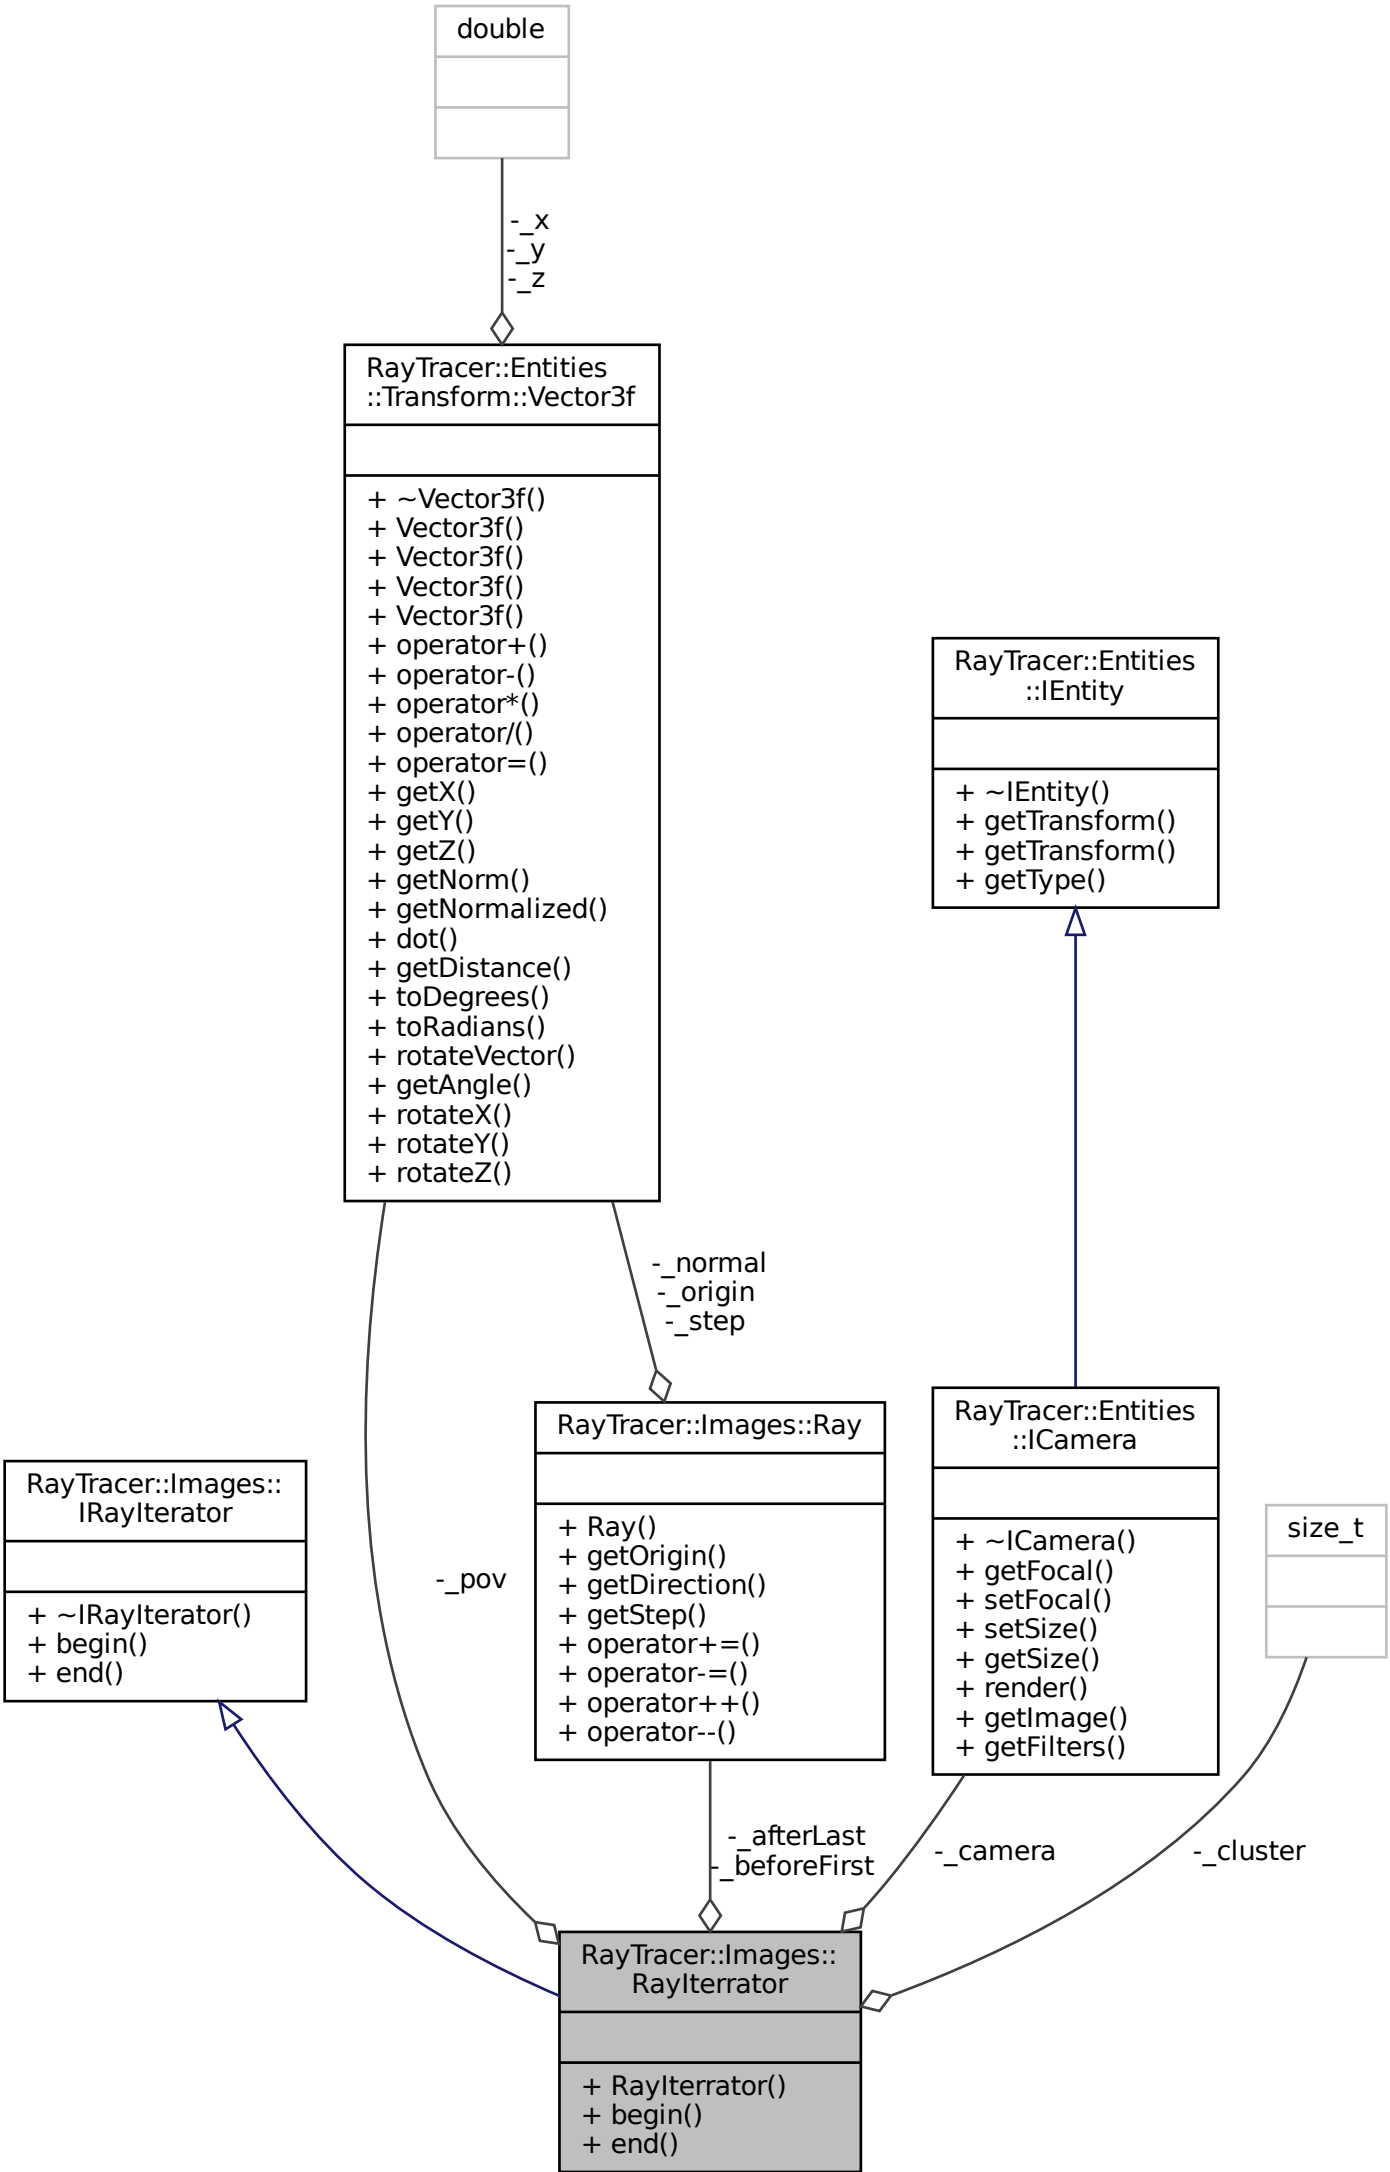 double
-_x
-_y
-_z
RayTracer::Entities
::Transform::Vector3f
+ ~Vector3f()
+ Vector3f()
+ Vector3f()
+ Vector3f()
+ Vector3f()
+ operator+()
+ operator-()
+ operator*()
+ operator/()
+ operator=()
+ getX()
+ getY()
+ getZ()
+ getNorm()
+ getNormalized()
+ dot()
+ getDistance()
+ toDegrees()
+ toRadians()
+ rotateVector()
+ getAngle()
+ rotateX()
+ rotateY()
+ rotateZ()
RayTracer::Entities
::IEntity
+ ~IEntity()
+ getTransform()
+ getTransform()
+ getType()
-_normal
-_origin
-_step
RayTracer::Images::
IRayIterator
+ ~IRayIterator()
+ begin()
+ end()
-_pov
RayTracer::Images::Ray
+ Ray()
+ getOrigin()
+ getDirection()
+ getStep()
+ operator+=()
+ operator-=()
+ operator++()
+ operator--()
RayTracer::Entities
::ICamera
+ ~ICamera()
+ getFocal()
+ setFocal()
+ setSize()
+ getSize()
+ render()
+ getImage()
+ getFilters()
size_t
-_afterLast
-_beforeFirst
-_camera
-_cluster
RayTracer::Images::
RayIterrator
+ RayIterrator()
+ begin()
+ end()